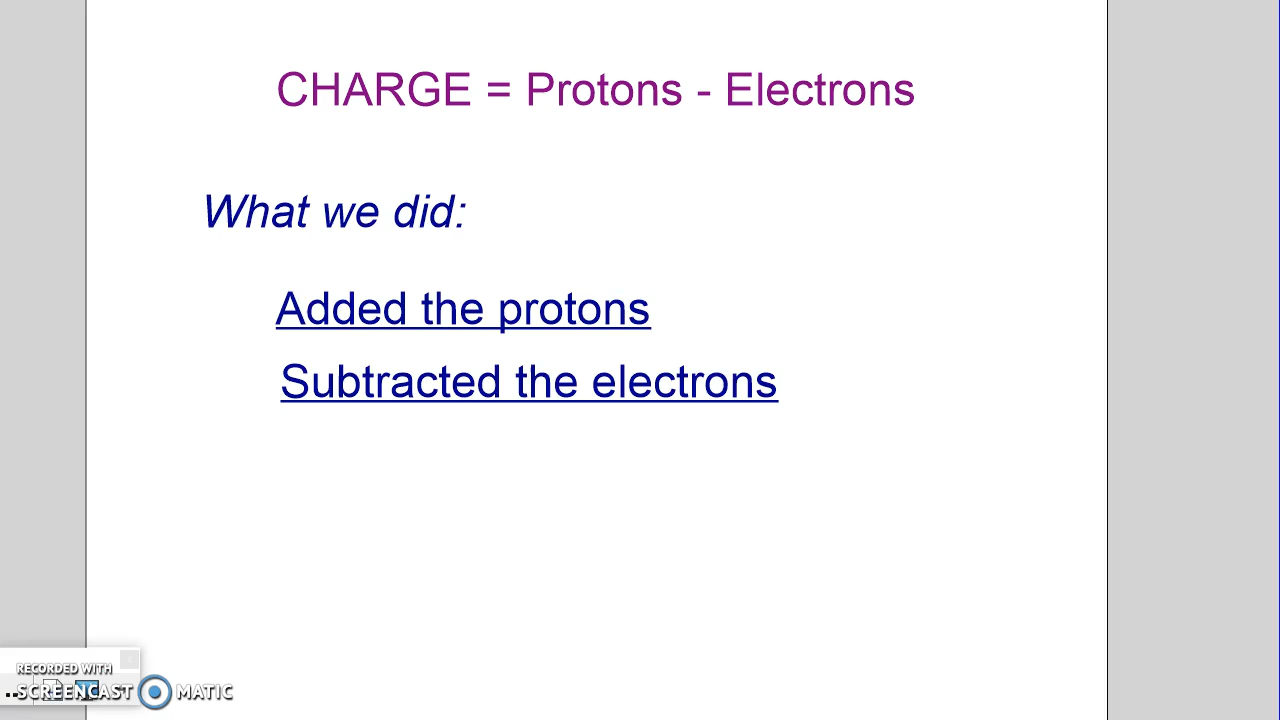 CHARGE = Protons - Electrons
What we did:
Added the protons
Subtracted the electrons
RECORDED WITH
SCREENCAST MATIC